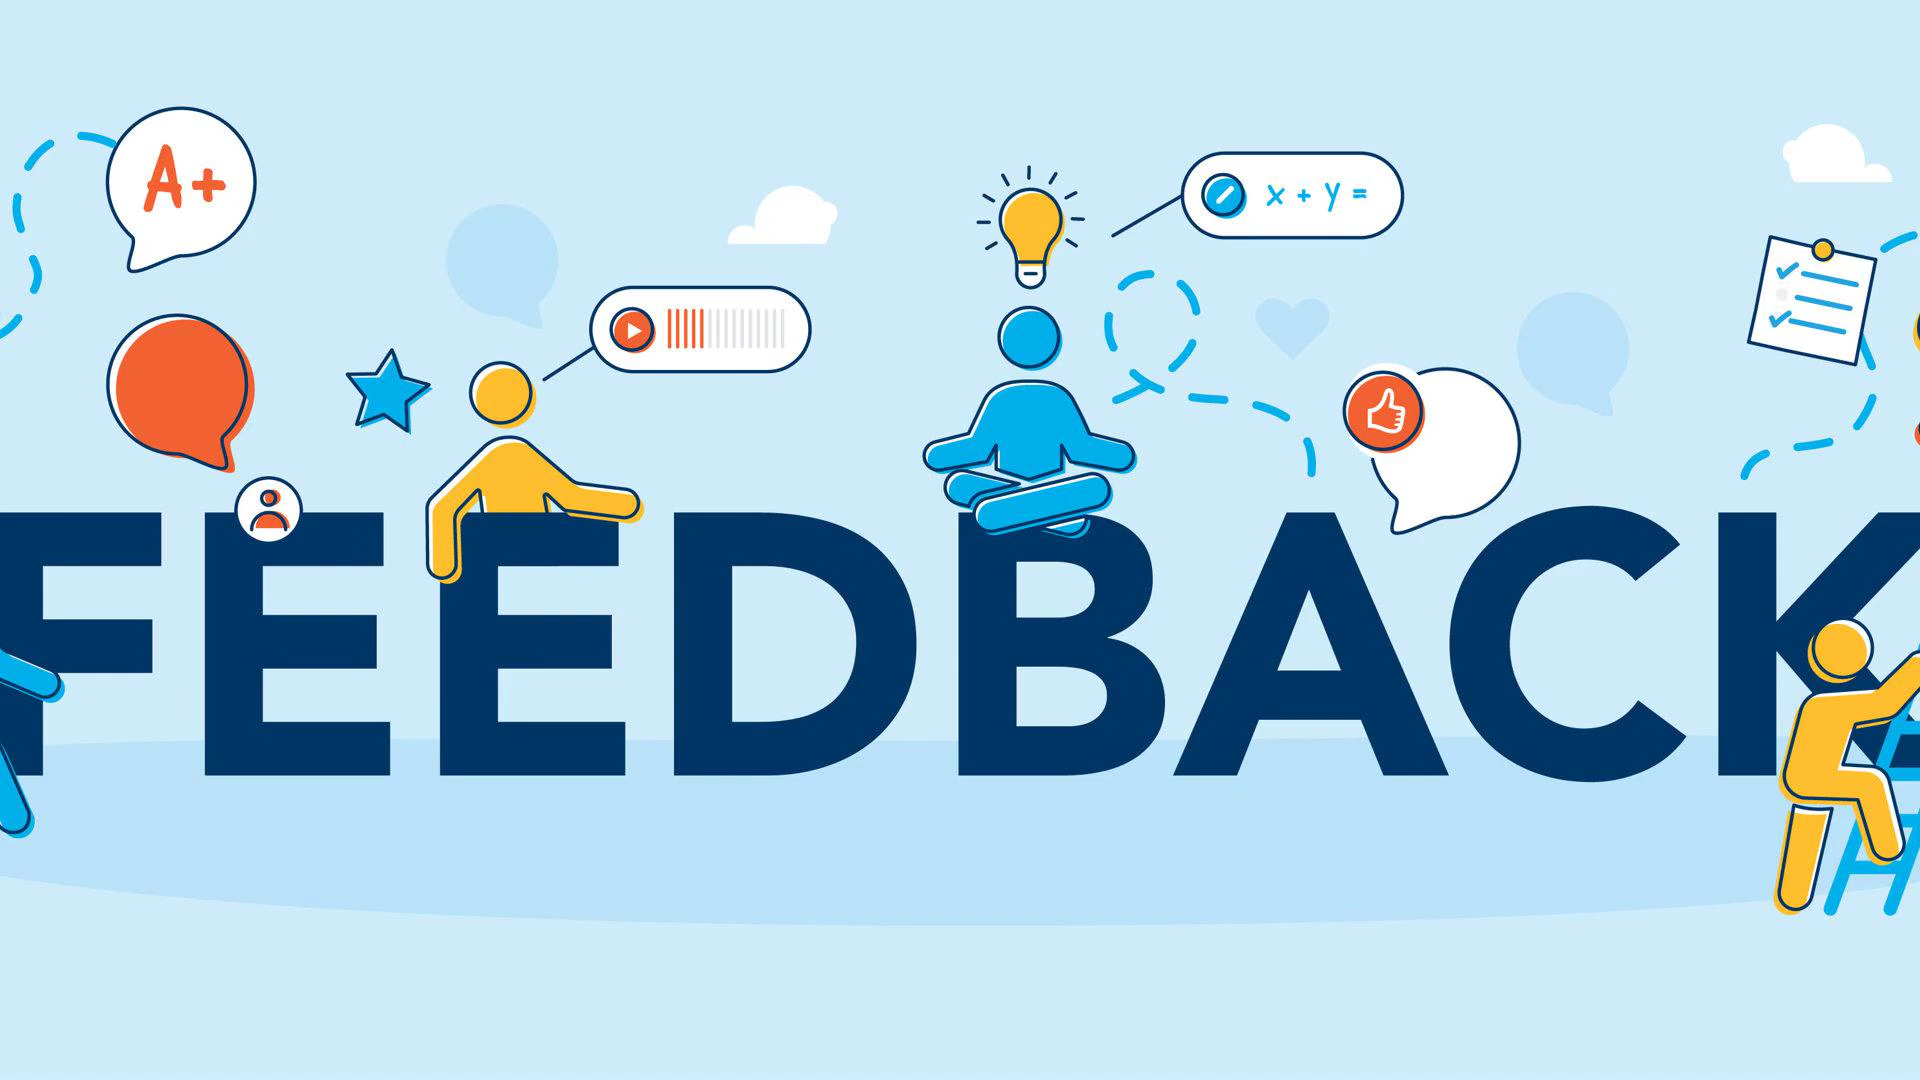 A+
x + y =
FEEDBACK